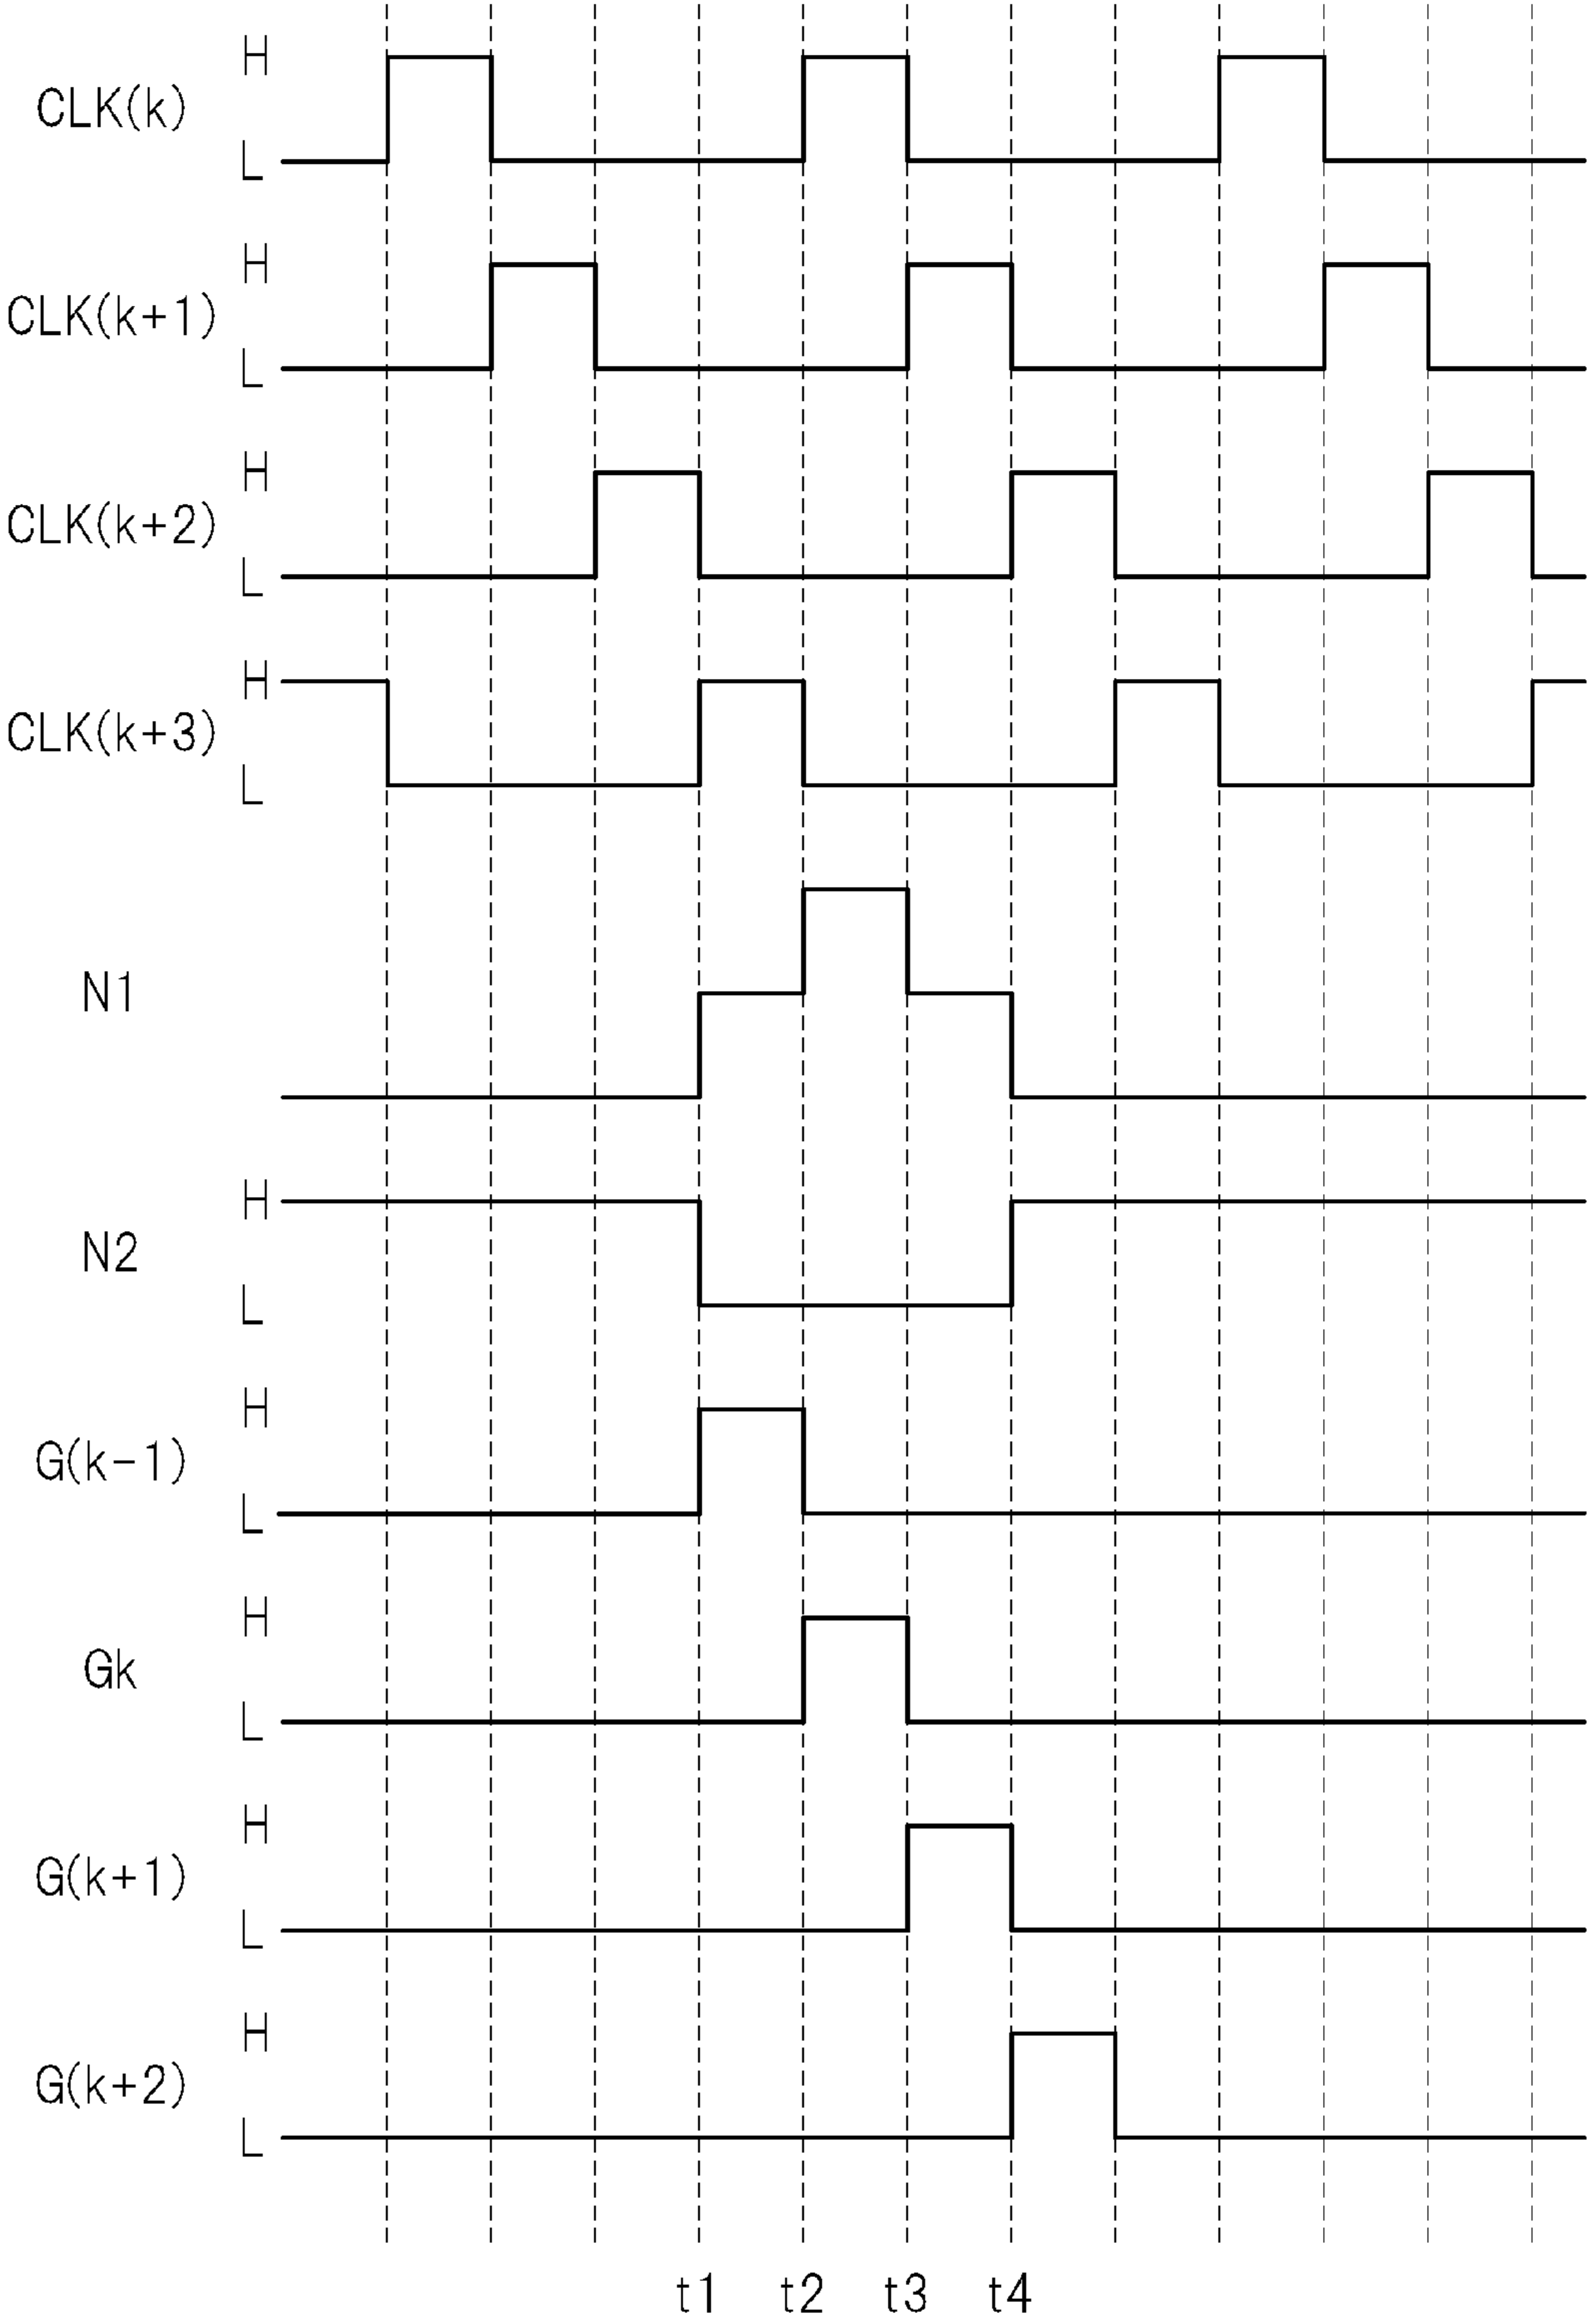 H
CLK(k)
L
H
CLK(k+1)
L
H
CLK(k+2)
L
H
CLK(k+3)
L
N1
H
N2
L
H
G(k-1)
L
H
Gk
L
H
G(k+1)
L
H
G(k+2)
L
t1 t2 t3 t4